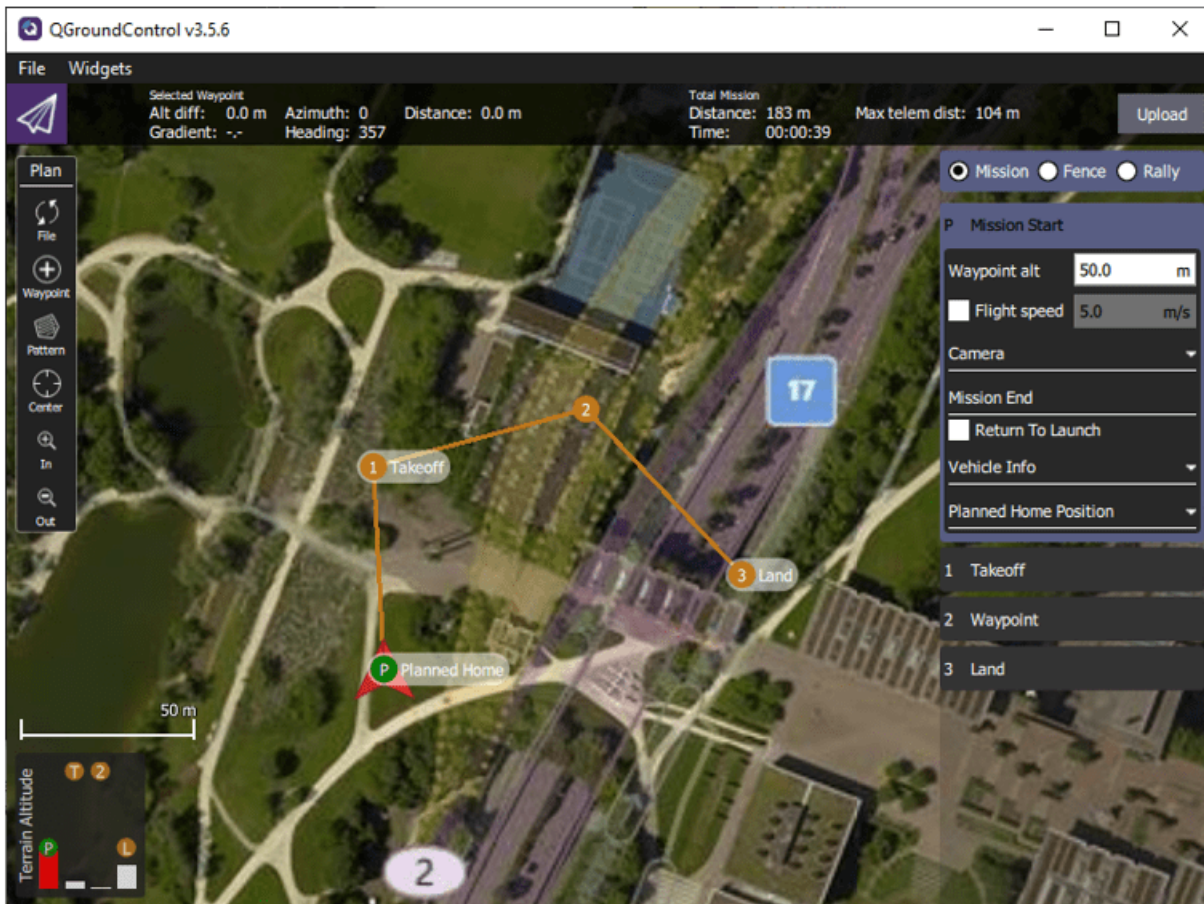 QGroundControl v3.5.6
File Widgets
Selected Waypoint
Alt diff: 0.0 m Azimuth: 0 Distance: 0.0 m
Gradient: -.- Heading: 357
Total Mission
Distance: 183 m Max telem dist: 104 m
Time: 00:00:39
Upload
Plan
File
Waypoint
Pattern
Center
In
Out
Mission Fence Rally
P Mission Start
Waypoint alt 50.0 m
Flight speed 5.0 m/s
Camera
Mission End
Return To Launch
Vehicle Info
Planned Home Position
1 Takeoff
2 Waypoint
3 Land
17
2
1 Takeoff
3 Land
P Planned Home
50 m
Terrain Altitude
T 2
P L
2